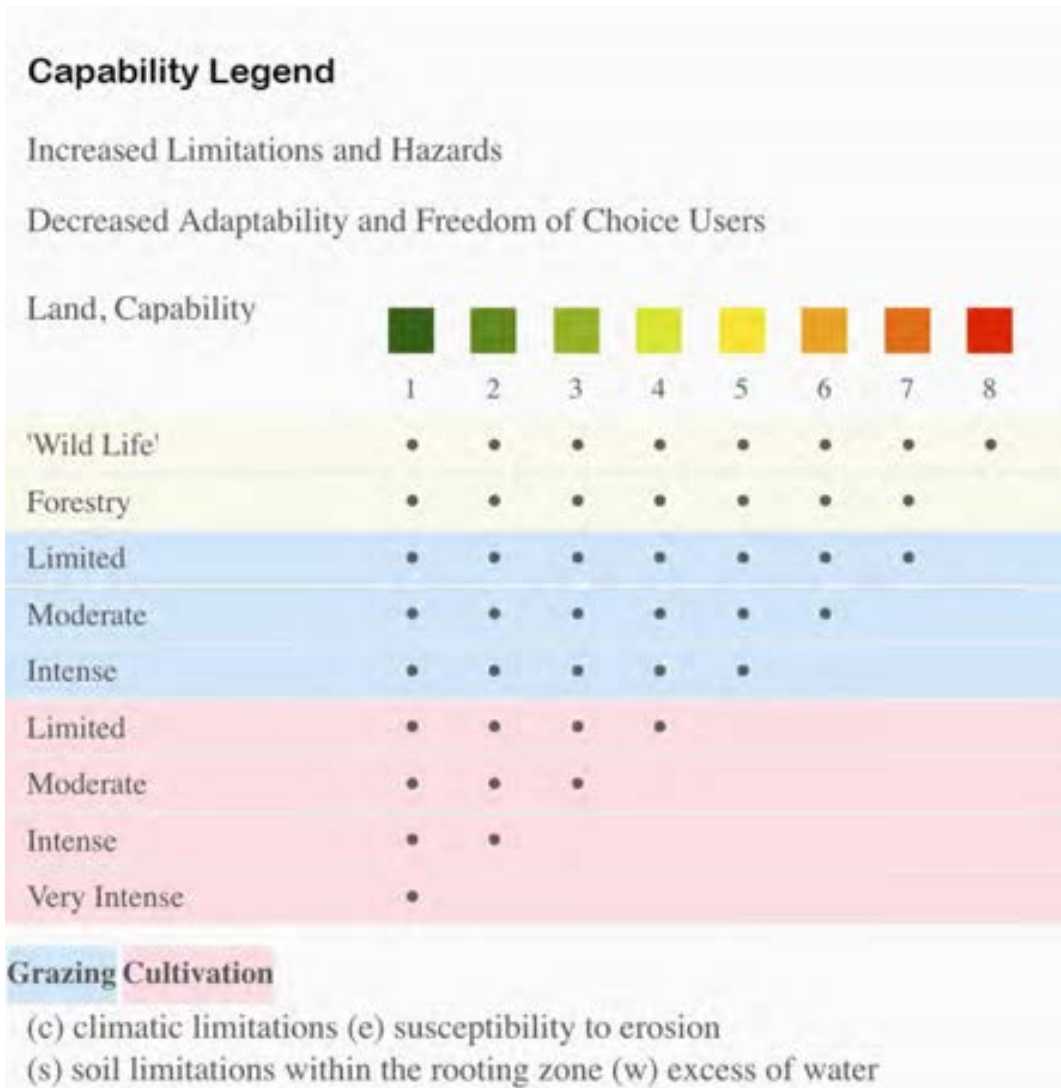 Capability Legend
Increased Limitations and Hazards
Decreased Adaptability and Freedom of Choice Users
Land, Capability
1 2 3 4 5 6 7 8
'Wild Life' • • • • • • • •
Forestry • • • • • • •
Limited • • • • • • •
Moderate • • • • • •
Intense • • • • •
Limited • • • •
Moderate • • •
Intense • •
Very Intense •
Grazing Cultivation
(c) climatic limitations (e) susceptibility to erosion
(s) soil limitations within the rooting zone (w) excess of water